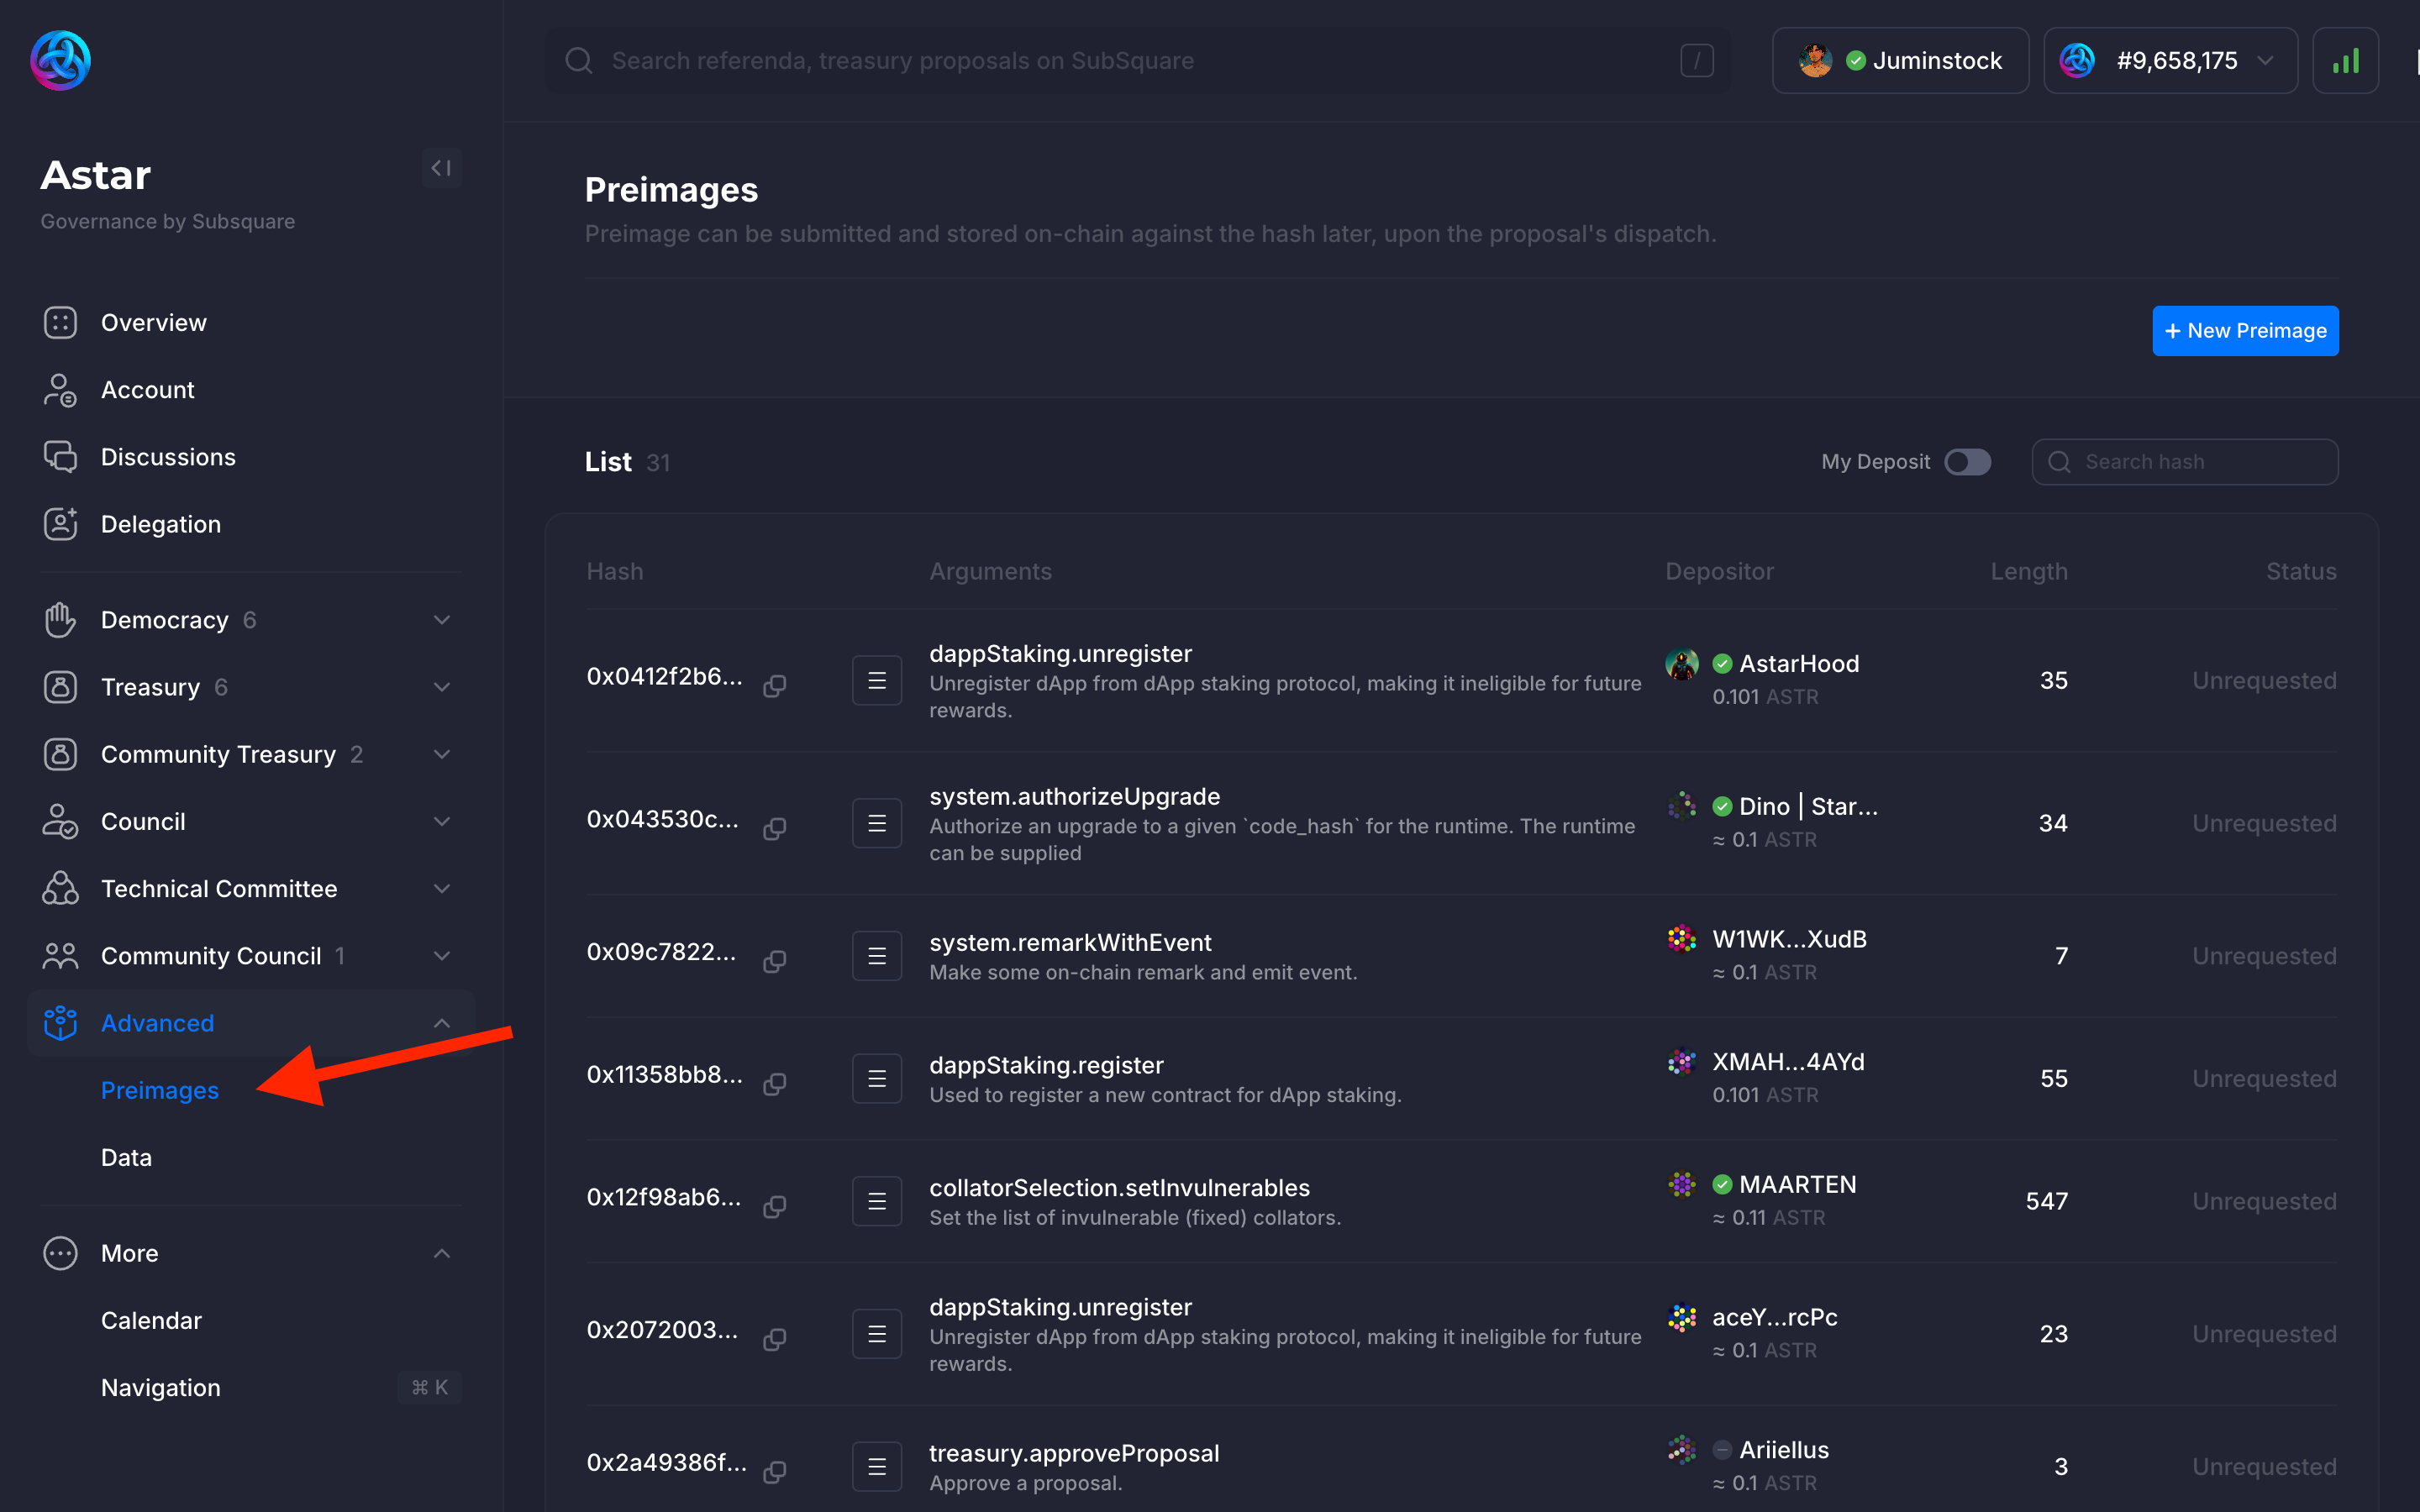 Search referenda, treasury proposals on SubSquare
/
Juminstock
#9,658,175
Astar
Governance by Subsquare
Overview
Account
Discussions
Delegation
Democracy 6
Treasury 6
Community Treasury 2
Council
Technical Committee
Community Council 1
Advanced
Preimages
Data
More
Calendar
Navigation
⌘ K
Preimages
Preimage can be submitted and stored on-chain against the hash later, upon the proposal's dispatch.
+ New Preimage
List 31
My Deposit
Search hash
Hash Arguments Depositor Length Status
0x0412f2b6...
dappStaking.unregister
Unregister dApp from dApp staking protocol, making it ineligible for future
rewards.
AstarHood
0.101 ASTR
35
Unrequested
0x043530c...
system.authorizeUpgrade
Authorize an upgrade to a given `code_hash` for the runtime. The runtime
can be supplied
Dino | Star...
≈ 0.1 ASTR
34
Unrequested
0x09c7822...
system.remarkWithEvent
Make some on-chain remark and emit event.
W1WK...XudB
≈ 0.1 ASTR
7
Unrequested
0x11358bb8...
dappStaking.register
Used to register a new contract for dApp staking.
XMAH...4AYd
0.101 ASTR
55
Unrequested
0x12f98ab6...
collatorSelection.setInvulnerables
Set the list of invulnerable (fixed) collators.
MAARTEN
≈ 0.11 ASTR
547
Unrequested
0x2072003...
dappStaking.unregister
Unregister dApp from dApp staking protocol, making it ineligible for future
rewards.
aceY...rcPc
≈ 0.1 ASTR
23
Unrequested
0x2a49386f...
treasury.approveProposal
Approve a proposal.
Ariiellus
≈ 0.1 ASTR
3
Unrequested